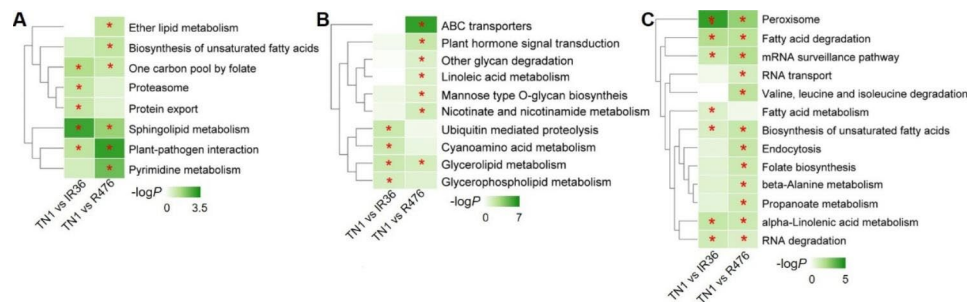 A
Ether lipid metabolism
Biosynthesis of unsaturated fatty acids
One carbon pool by folate
Proteasome
Protein export
Sphingolipid metabolism
Plant-pathogen interaction
Pyrimidine metabolism
TN1 vs IR36
TN1 vs R476
-logP
0 3.5
B
ABC transporters
Plant hormone signal transduction
Other glycan degradation
Linoleic acid metabolism
Mannose type O-glycan biosynthesis
Nicotinate and nicotinamide metabolism
Ubiquitin mediated proteolysis
Cyanoamino acid metabolism
Glycerolipid metabolism
Glycerophospholipid metabolism
TN1 vs IR36
TN1 vs R476
-logP
0 7
C
Peroxisome
Fatty acid degradation
mRNA surveillance pathway
RNA transport
Valine, leucine and isoleucine degradation
Fatty acid metabolism
Biosynthesis of unsaturated fatty acids
Endocytosis
Folate biosynthesis
beta-Alanine metabolism
Propanoate metabolism
alpha-Linolenic acid metabolism
RNA degradation
TN1 vs IR36
TN1 vs R476
-logP
0 5